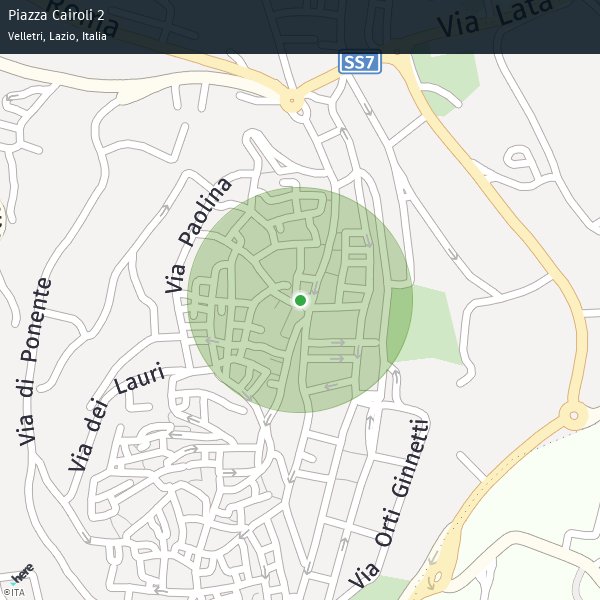 Piazza Cairoli 2
Velletri, Lazio, Italia
Roma
Via Lata
SS7
Via Paolina
Via di Ponente
Via dei Lauri
Via Orti Ginnetti
here
©ITA